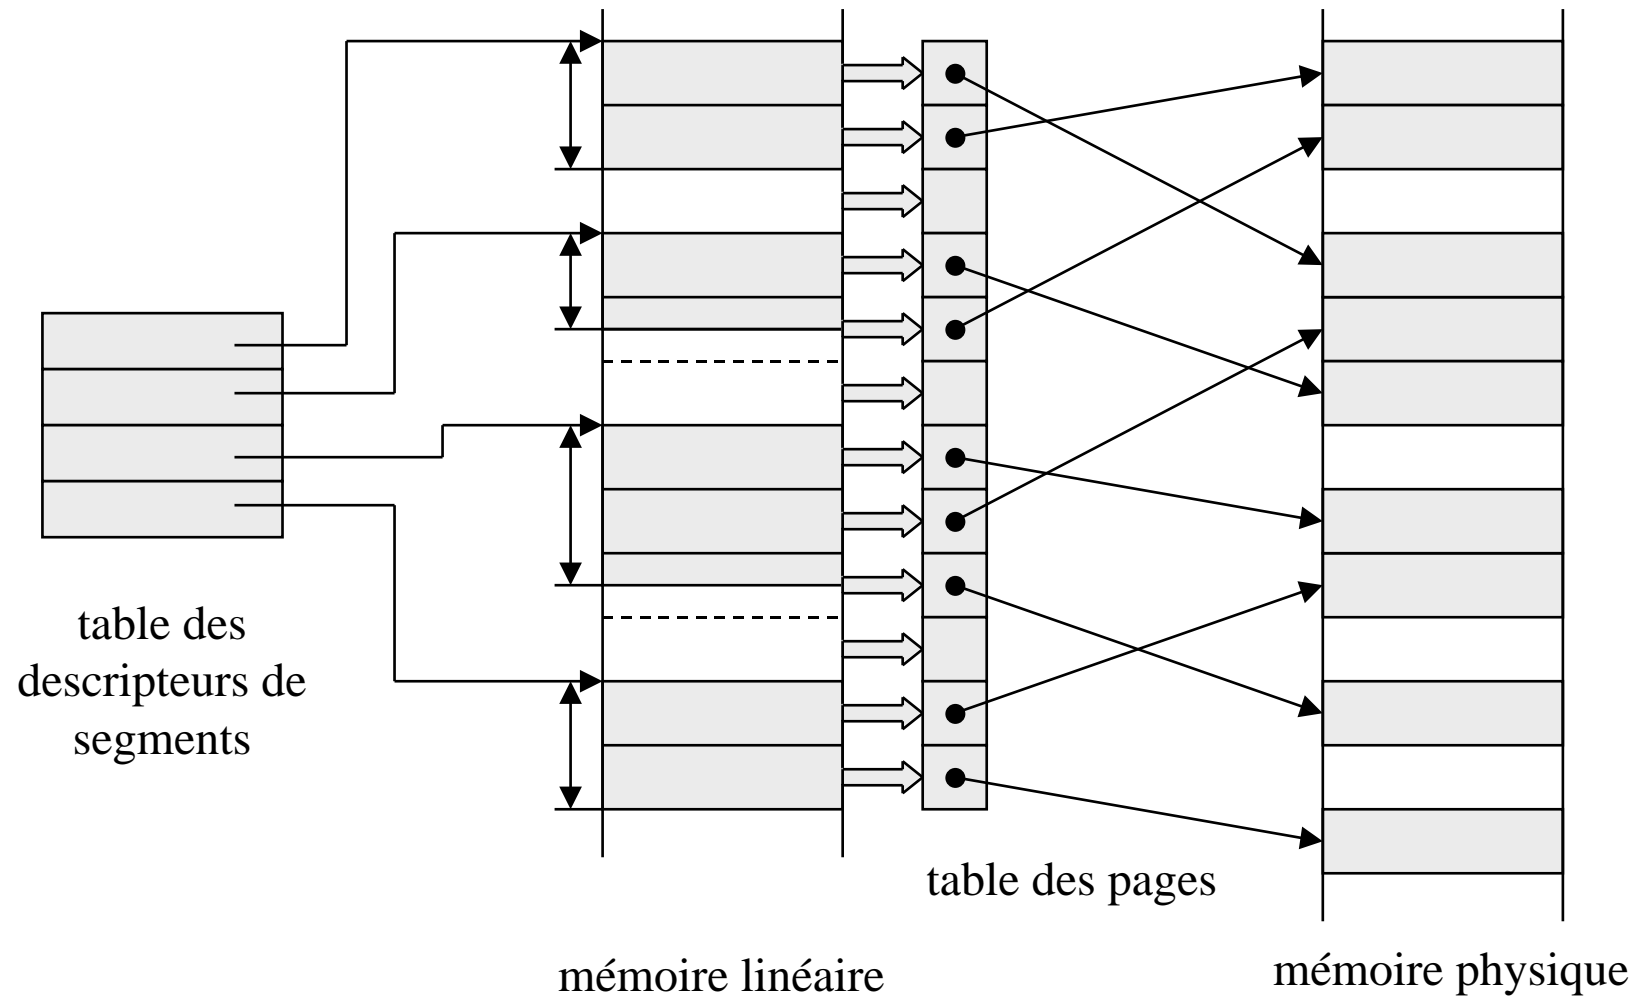 table des
descripteurs de
segments
table des pages
mémoire linéaire
mémoire physique